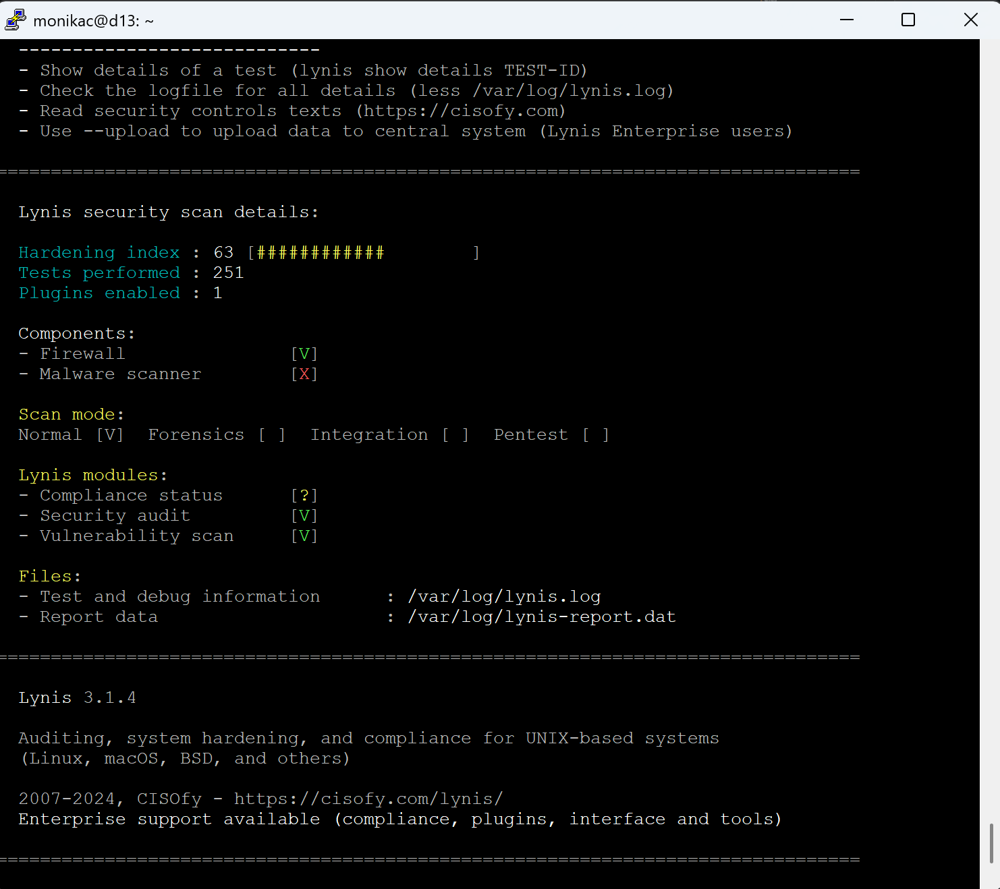 monikac@d13: ~
----------------------------
- Show details of a test (lynis show details TEST-ID)
- Check the logfile for all details (less /var/log/lynis.log)
- Read security controls texts (https://cisofy.com)
- Use --upload to upload data to central system (Lynis Enterprise users)
================================================================================
Lynis security scan details:
Hardening index : 63 [############        ]
Tests performed : 251
Plugins enabled : 1
Components:
- Firewall               [V]
- Malware scanner        [X]
Scan mode:
Normal [V]  Forensics [ ]  Integration [ ]  Pentest [ ]
Lynis modules:
- Compliance status      [?]
- Security audit         [V]
- Vulnerability scan     [V]
Files:
- Test and debug information      : /var/log/lynis.log
- Report data                     : /var/log/lynis-report.dat
================================================================================
Lynis 3.1.4
Auditing, system hardening, and compliance for UNIX-based systems
(Linux, macOS, BSD, and others)
2007-2024, CISOfy - https://cisofy.com/lynis/
Enterprise support available (compliance, plugins, interface and tools)
================================================================================